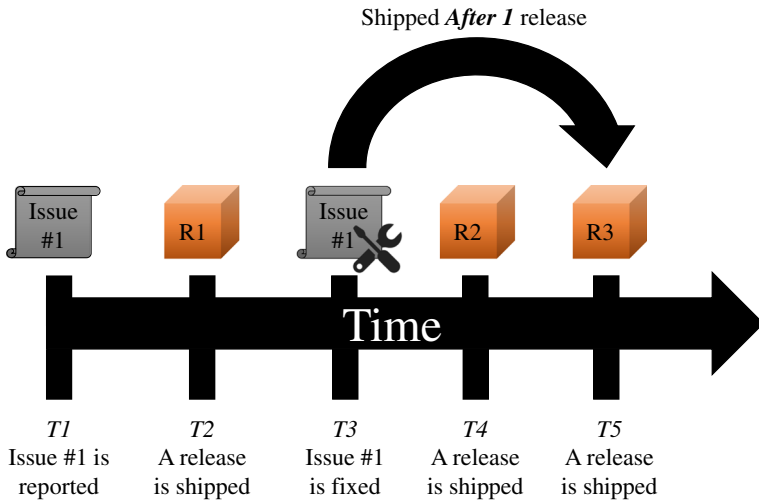 Shipped After 1 release
Issue
#1
R1
Issue
#1
R2
R3
Time
T1
Issue #1 is
reported
T2
A release
is shipped
T3
Issue #1
is fixed
T4
A release
is shipped
T5
A release
is shipped